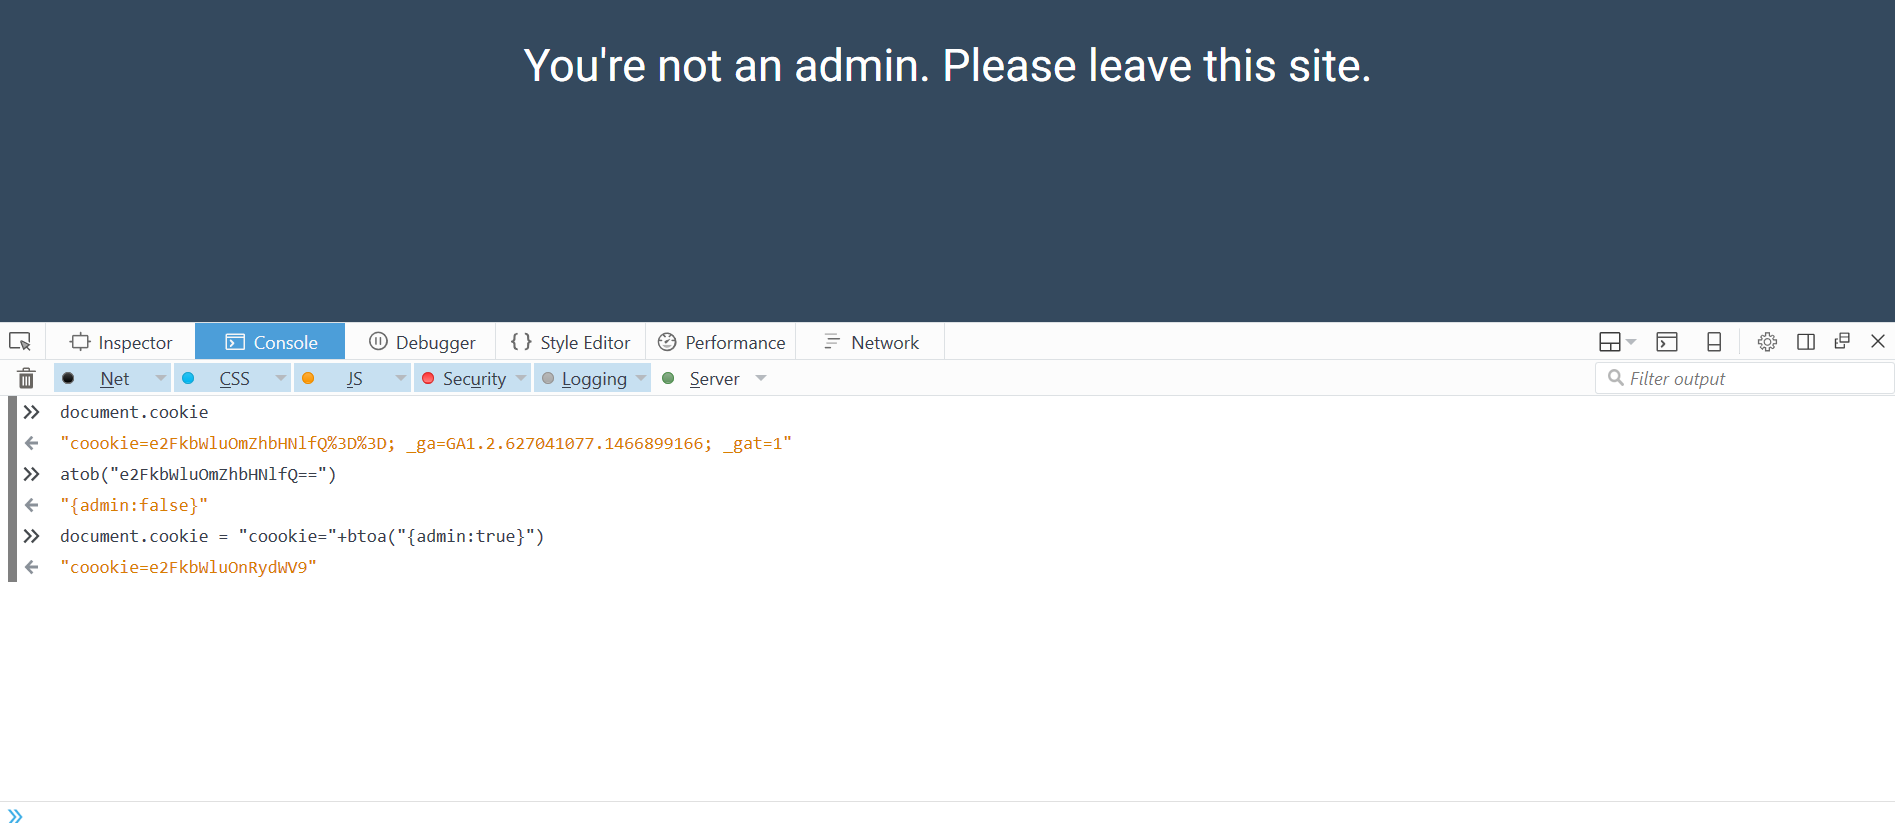 You're not an admin. Please leave this site.
Inspector Console Debugger { } Style Editor Performance Network
Net CSS JS Security Logging Server Filter output
document.cookie
"coookie=e2FkbWluOmZhbHNlfQ%3D%3D; _ga=GA1.2.627041077.1466899166; _gat=1"
atob("e2FkbWluOmZhbHNlfQ==")
"{admin:false}"
document.cookie = "coookie="+btoa("{admin:true}")
"coookie=e2FkbWluOnRydWV9"